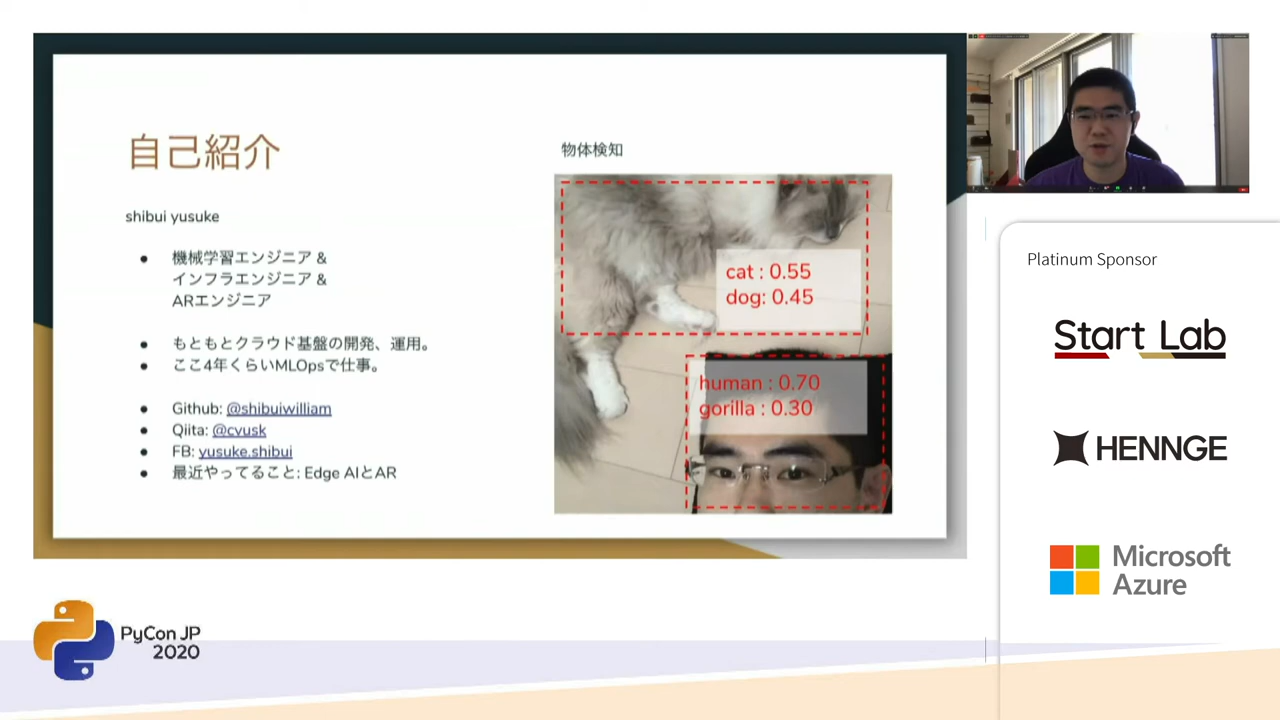 自己紹介
shibui yusuke
● 機械学習エンジニア &
インフラエンジニア &
ARエンジニア
● もともとクラウド基盤の開発、運用。
● ここ4年くらいMLOpsで仕事。
● Github: @shibuiwilliam
● Qiita: @cvusk
● FB: yusuke.shibui
● 最近やってること: Edge AIとAR
物体検知
cat : 0.55
dog: 0.45
human : 0.70
gorilla : 0.30
Platinum Sponsor
Start Lab
HENNGE
Microsoft
Azure
PyCon JP
2020